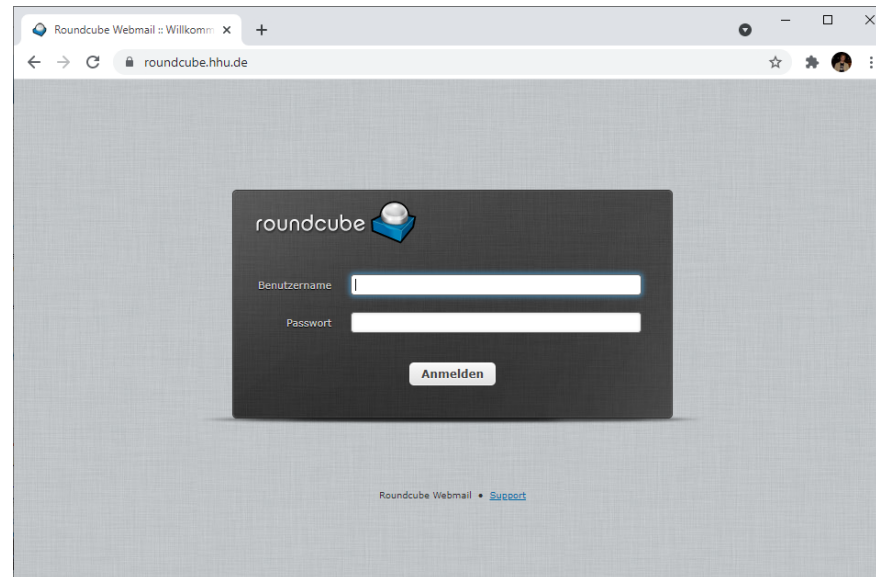 Roundcube Webmail :: Willkomm
roundcube.hhu.de
roundcube
Benutzername
Passwort
Anmelden
Roundcube Webmail • Support